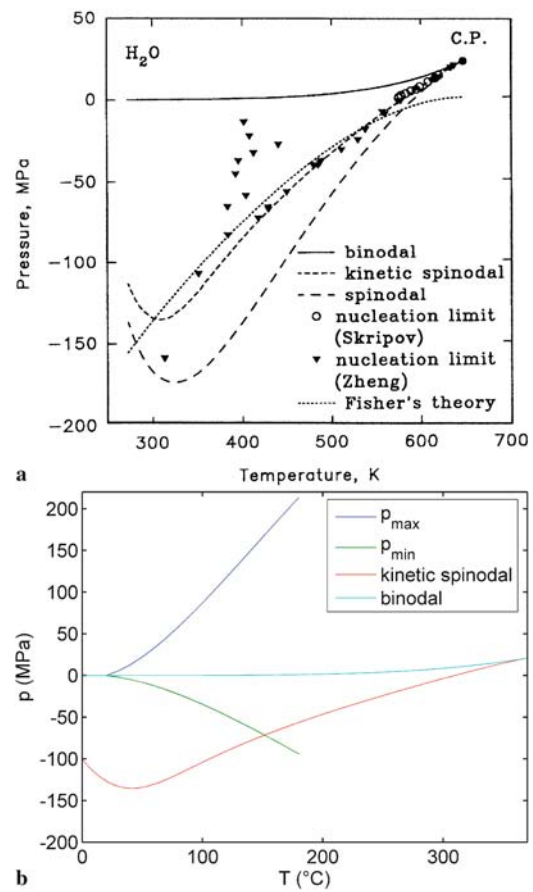 50
H₂O
C.P.
0
−50
−100
−150
−200
Pressure, MPa
binodal
kinetic spinodal
spinodal
nucleation limit
(Skripov)
nucleation limit
(Zheng)
Fisher's theory
300 400 500 600 700
a
Temperature, K
200
150
100
50
0
-50
-100
-150
-200
p (MPa)
p_max
p_min
kinetic spinodal
binodal
0 100 200 300
b
T (°C)